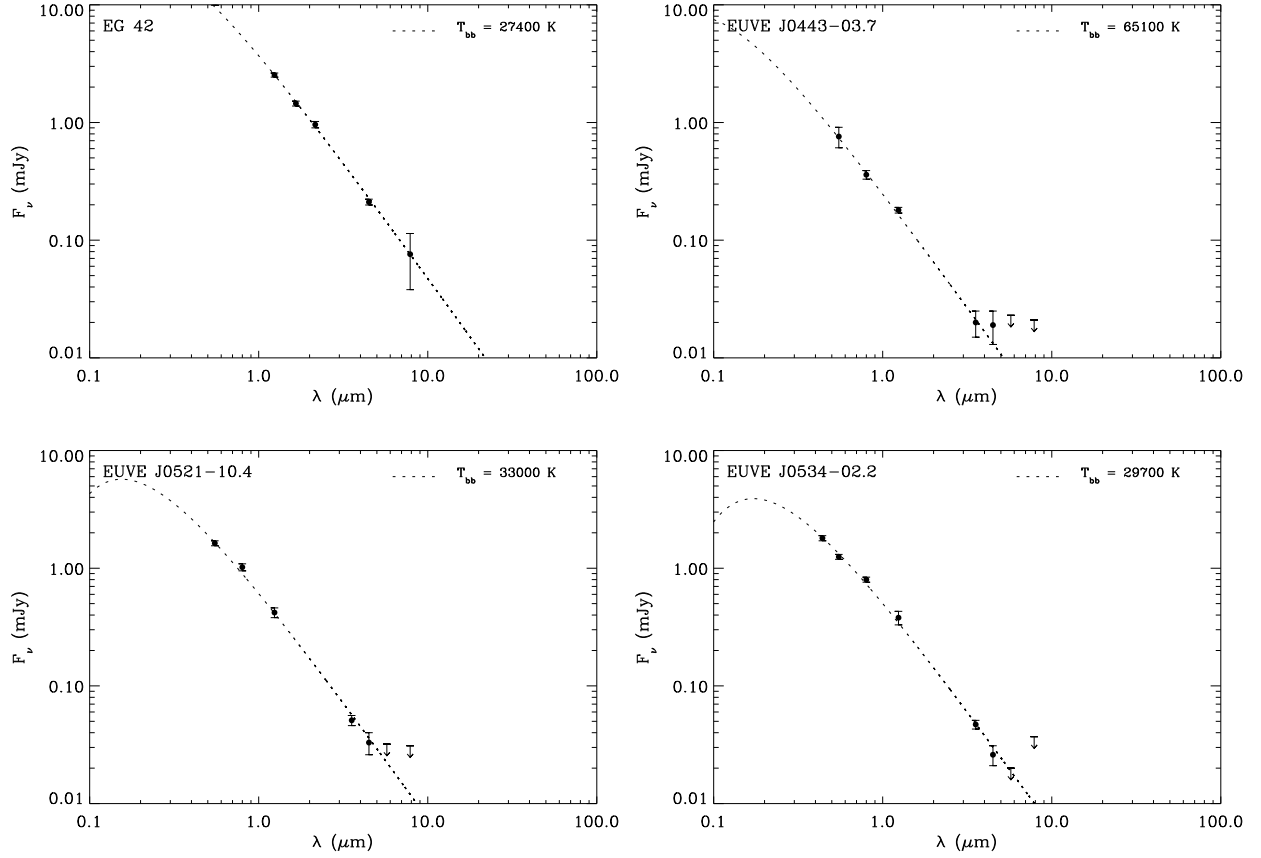 EG 42
T_bb = 27400 K
10.00
1.00
0.10
0.01
F_ν (mJy)
0.1 1.0 10.0 100.0
λ (μm)
EUVE J0443−03.7
T_bb = 65100 K
10.00
1.00
0.10
0.01
F_ν (mJy)
0.1 1.0 10.0 100.0
λ (μm)
EUVE J0521−10.4
T_bb = 33000 K
10.00
1.00
0.10
0.01
F_ν (mJy)
0.1 1.0 10.0 100.0
λ (μm)
EUVE J0534−02.2
T_bb = 29700 K
10.00
1.00
0.10
0.01
F_ν (mJy)
0.1 1.0 10.0 100.0
λ (μm)